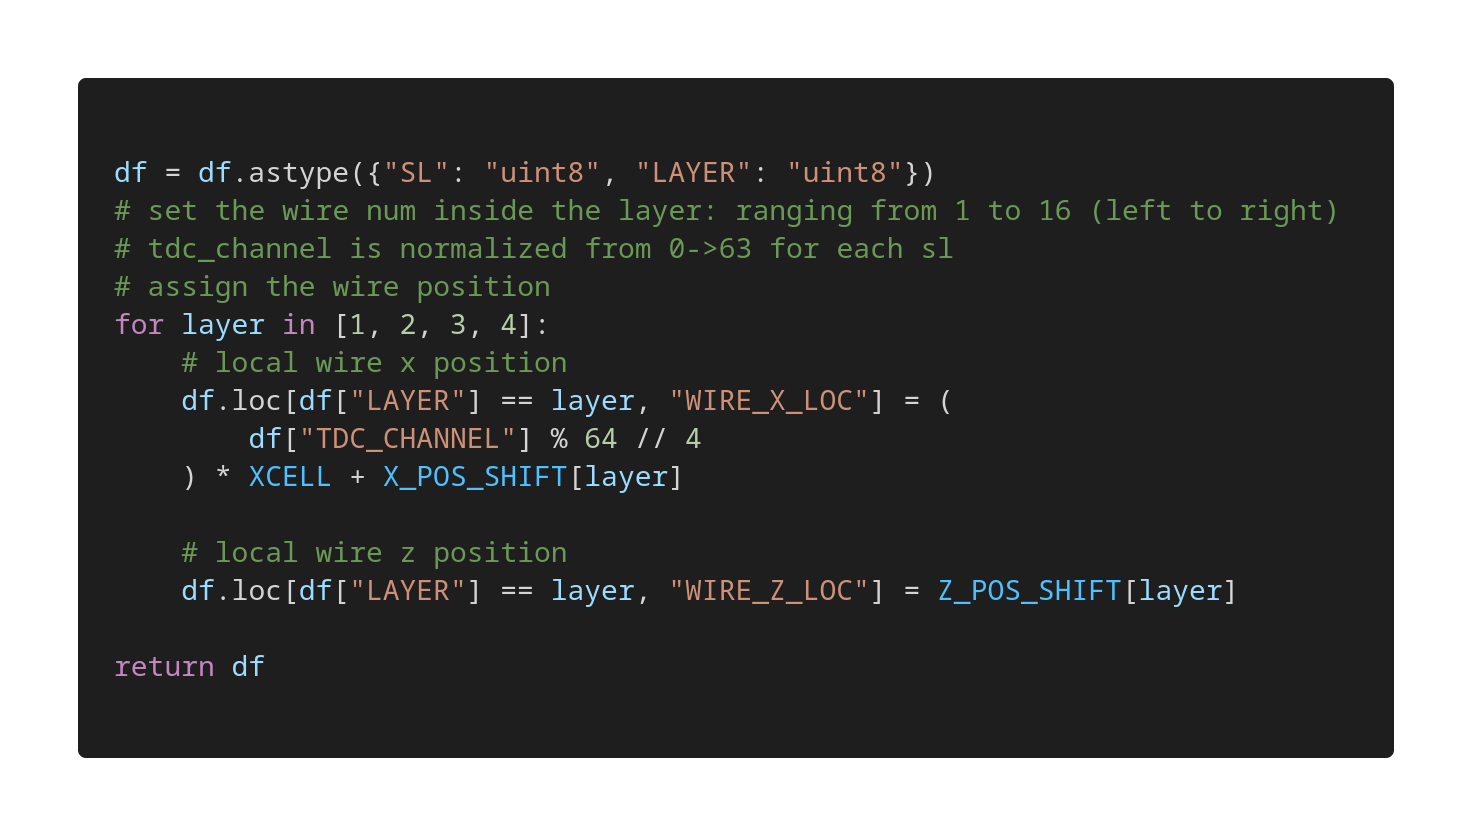 df = df.astype({"SL": "uint8", "LAYER": "uint8"})
# set the wire num inside the layer: ranging from 1 to 16 (left to right)
# tdc_channel is normalized from 0->63 for each sl
# assign the wire position
for layer in [1, 2, 3, 4]:
    # local wire x position
    df.loc[df["LAYER"] == layer, "WIRE_X_LOC"] = (
        df["TDC_CHANNEL"] % 64 // 4
    ) * XCELL + X_POS_SHIFT[layer]

    # local wire z position
    df.loc[df["LAYER"] == layer, "WIRE_Z_LOC"] = Z_POS_SHIFT[layer]

return df